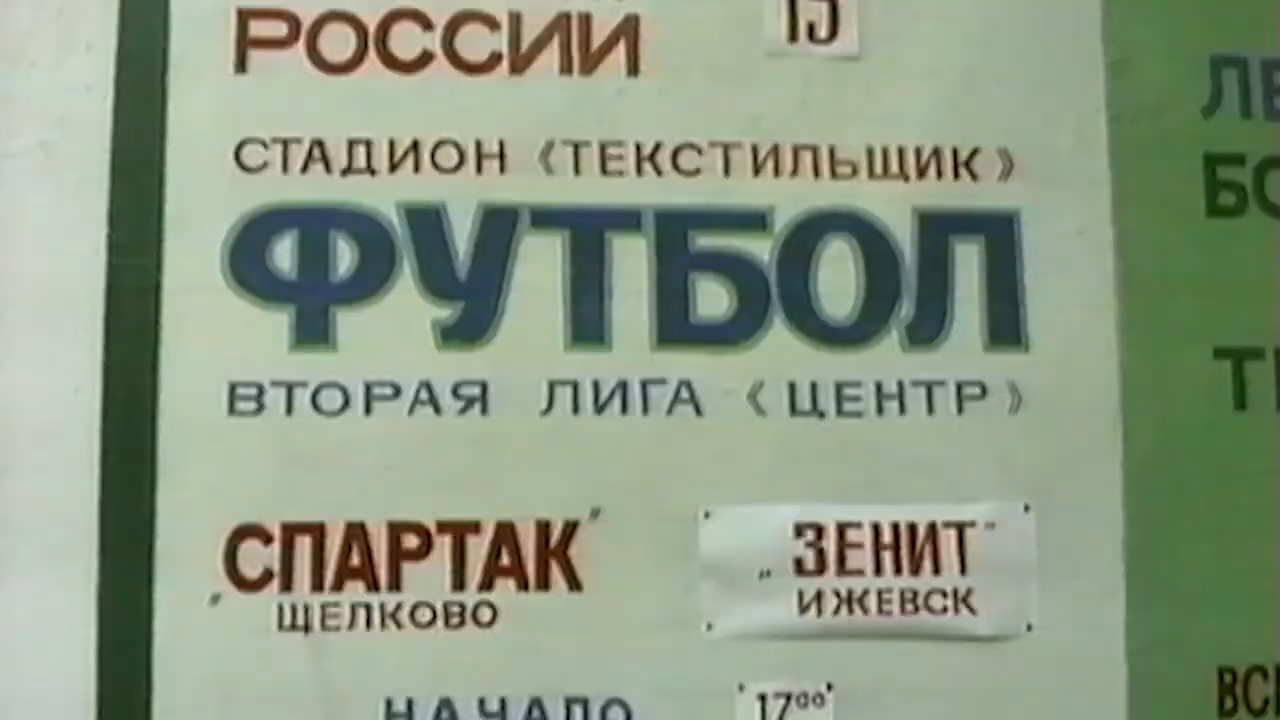 РОССИИ 15
СТАДИОН «ТЕКСТИЛЬЩИК»
ФУТБОЛ
ВТОРАЯ ЛИГА «ЦЕНТР»
"СПАРТАК" „ЗЕНИТ"
ЩЕЛКОВО ИЖЕВСК
НАЧАЛО 17⁰⁰